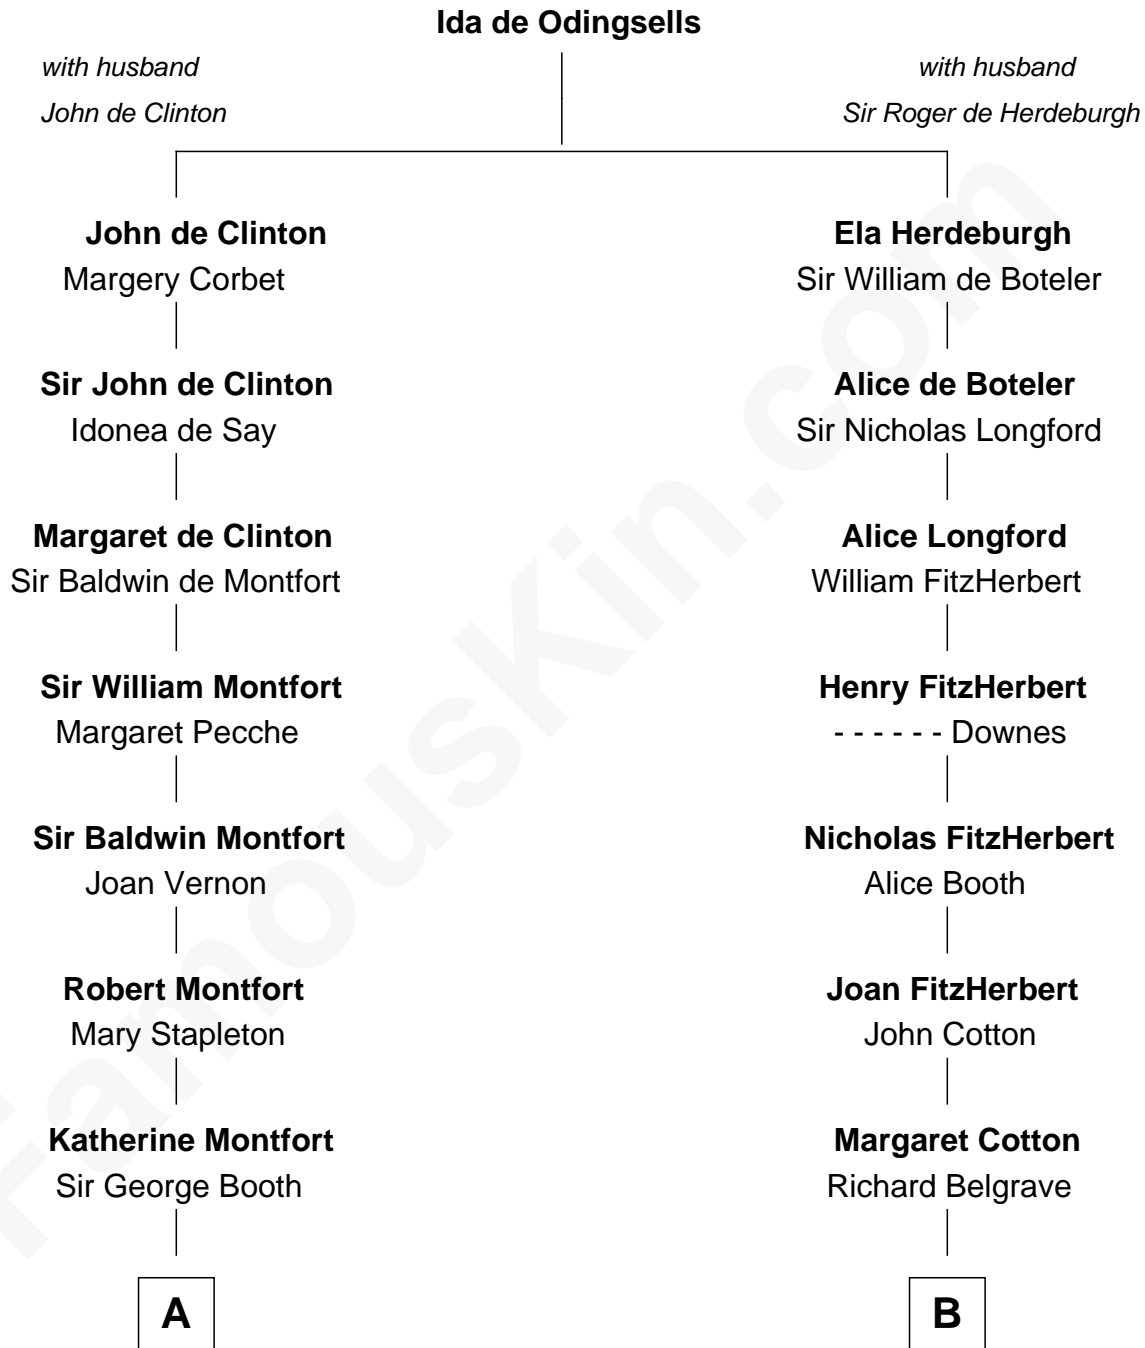 Ida de Odingsells
with husband
John de Clinton
with husband
Sir Roger de Herdeburgh
John de Clinton
Margery Corbet
Sir John de Clinton
Idonea de Say
Margaret de Clinton
Sir Baldwin de Montfort
Sir William Montfort
Margaret Pecche
Sir Baldwin Montfort
Joan Vernon
Robert Montfort
Mary Stapleton
Katherine Montfort
Sir George Booth
A
Ela Herdeburgh
Sir William de Boteler
Alice de Boteler
Sir Nicholas Longford
Alice Longford
William FitzHerbert
Henry FitzHerbert
- - - - - - Downes
Nicholas FitzHerbert
Alice Booth
Joan FitzHerbert
John Cotton
Margaret Cotton
Richard Belgrave
B
FamousKin.com